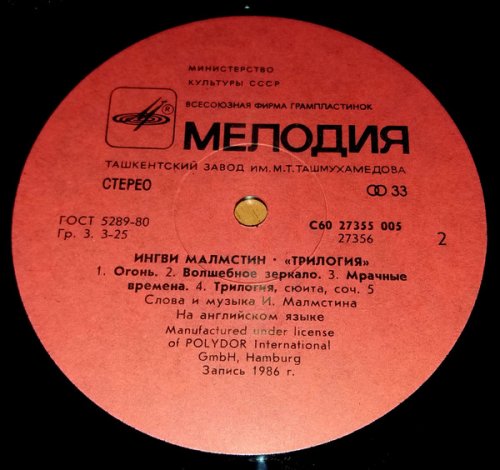 МИНИСТЕРСТВО
КУЛЬТУРЫ СССР
®
ВСЕСОЮЗНАЯ ФИРМА ГРАМПЛАСТИНОК
МЕЛОДИЯ
ТАШКЕНТСКИЙ ЗАВОД ИМ. М.Т. ТАШМУХАМЕДОВА
СТЕРЕО
33
ГОСТ 5289-80
Гр. 3. 3-25
С60 27355 005
27356
2
ИНГВИ МАЛМСТИН · «ТРИЛОГИЯ»
1. Огонь. 2. Волшебное зеркало. 3. Мрачные
времена. 4. Трилогия, сюита, соч. 5
Слова и музыка И. Малмстина
На английском языке
Manufactured under license
of POLYDOR International
GmbH, Hamburg
Запись 1986 г.